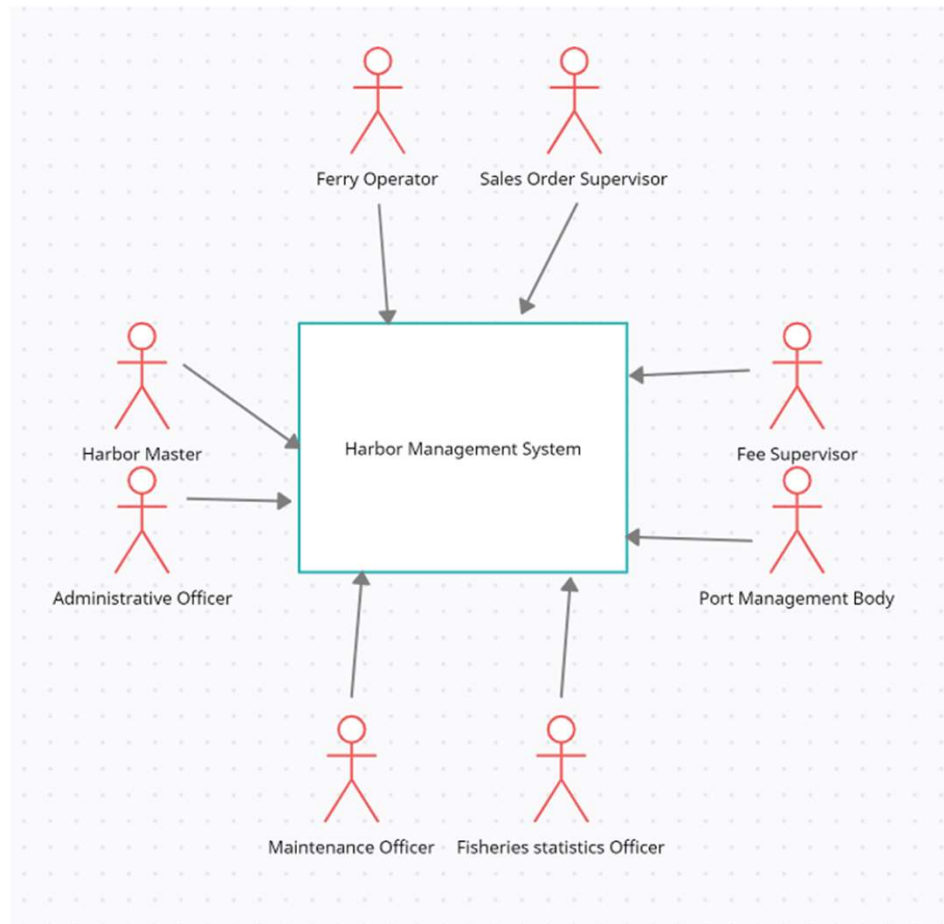 Ferry Operator
Sales Order Supervisor
Harbor Master
Harbor Management System
Fee Supervisor
Administrative Officer
Port Management Body
Maintenance Officer
Fisheries statistics Officer